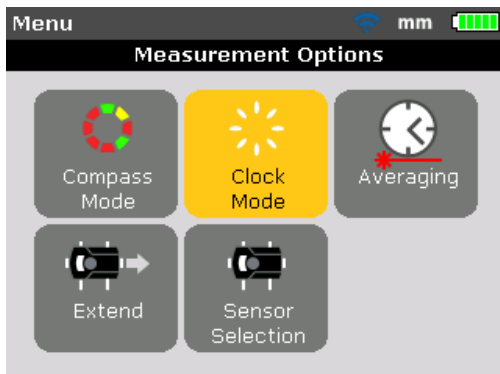 Menu
mm
Measurement Options
Compass
Mode
Clock
Mode
Averaging
Extend
Sensor
Selection